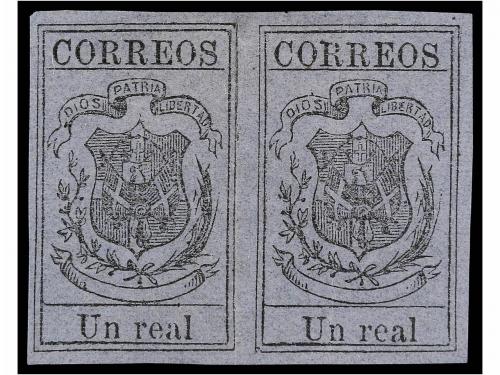 CORREOS CORREOS
DIOS PATRIA LIBERTAD DIOS PATRIA LIBERTAD
Un real Un real